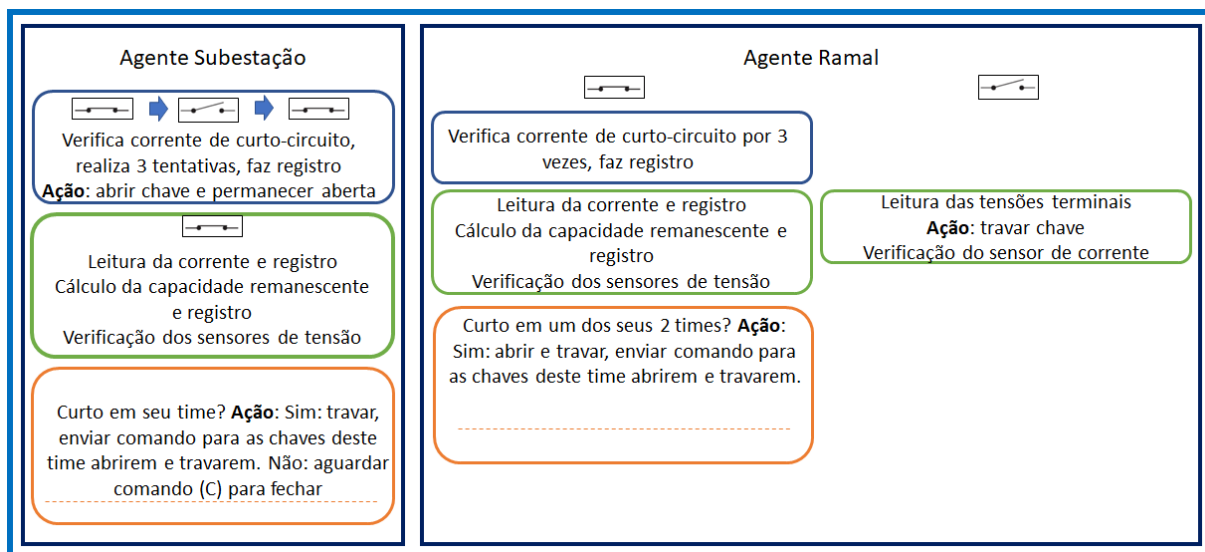 Agente Subestação
Verifica corrente de curto-circuito,
realiza 3 tentativas, faz registro
Ação: abrir chave e permanecer aberta
Leitura da corrente e registro
Cálculo da capacidade remanescente
e registro
Verificação dos sensores de tensão
Curto em seu time? Ação: Sim: travar,
enviar comando para as chaves deste
time abrirem e travarem. Não: aguardar
comando (C) para fechar
Agente Ramal
Verifica corrente de curto-circuito por 3
vezes, faz registro
Leitura da corrente e registro
Cálculo da capacidade remanescente e
registro
Verificação dos sensores de tensão
Curto em um dos seus 2 times? Ação:
Sim: abrir e travar, enviar comando para
as chaves deste time abrirem e travarem.
Leitura das tensões terminais
Ação: travar chave
Verificação do sensor de corrente